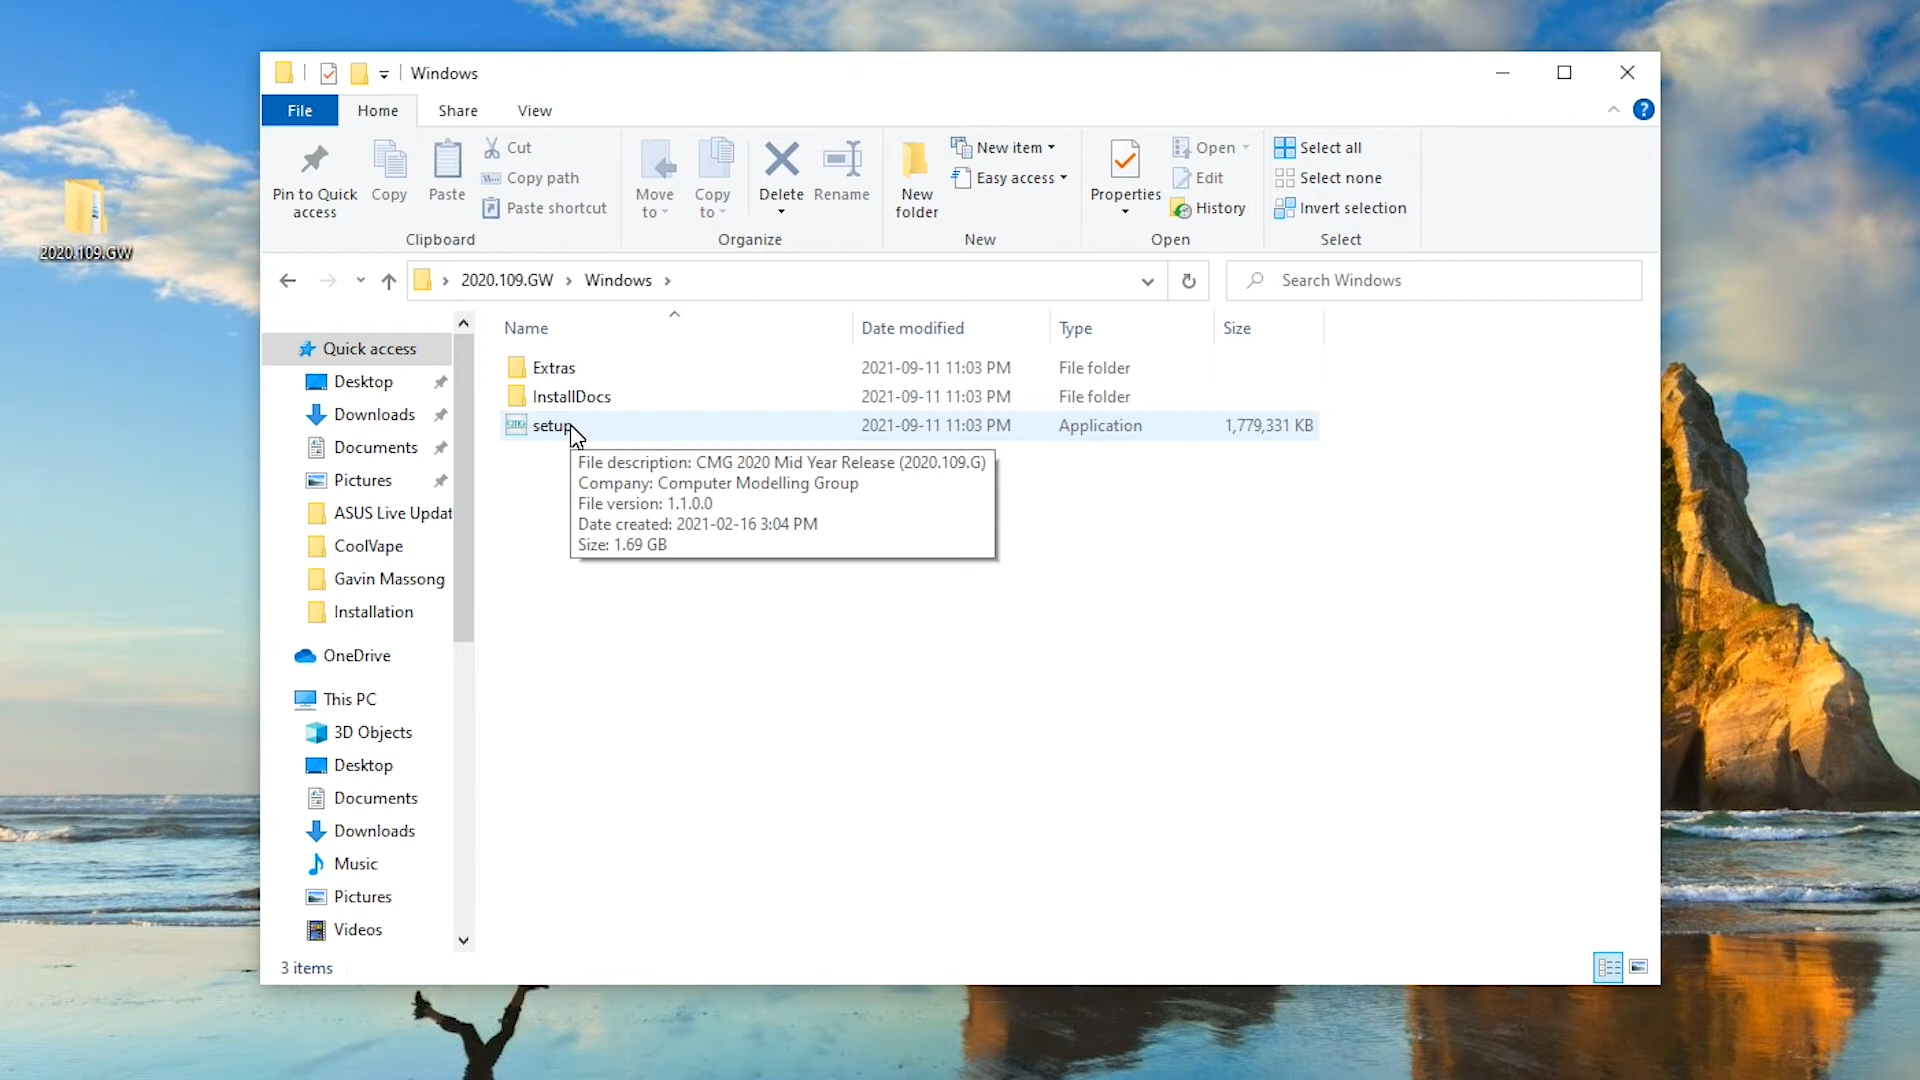 Windows
File
Home
Share
View
Pin to Quick
access
Copy
Paste
Cut
Copy path
Paste shortcut
Clipboard
Move
to
Copy
to
Delete
Rename
Organize
New
folder
New item
Easy access
New
Properties
Open
Edit
History
Open
Select all
Select none
Invert selection
Select
2020.109.GW
2020.109.GW
Windows
Search Windows
Name
Date modified
Type
Size
Extras
2021-09-11 11:03 PM
File folder
InstallDocs
2021-09-11 11:03 PM
File folder
setup
2021-09-11 11:03 PM
Application
1,779,331 KB
File description: CMG 2020 Mid Year Release (2020.109.G)
Company: Computer Modelling Group
File version: 1.1.0.0
Date created: 2021-02-16 3:04 PM
Size: 1.69 GB
Quick access
Desktop
Downloads
Documents
Pictures
ASUS Live Updat
CoolVape
Gavin Massong
Installation
OneDrive
This PC
3D Objects
Desktop
Documents
Downloads
Music
Pictures
Videos
3 items